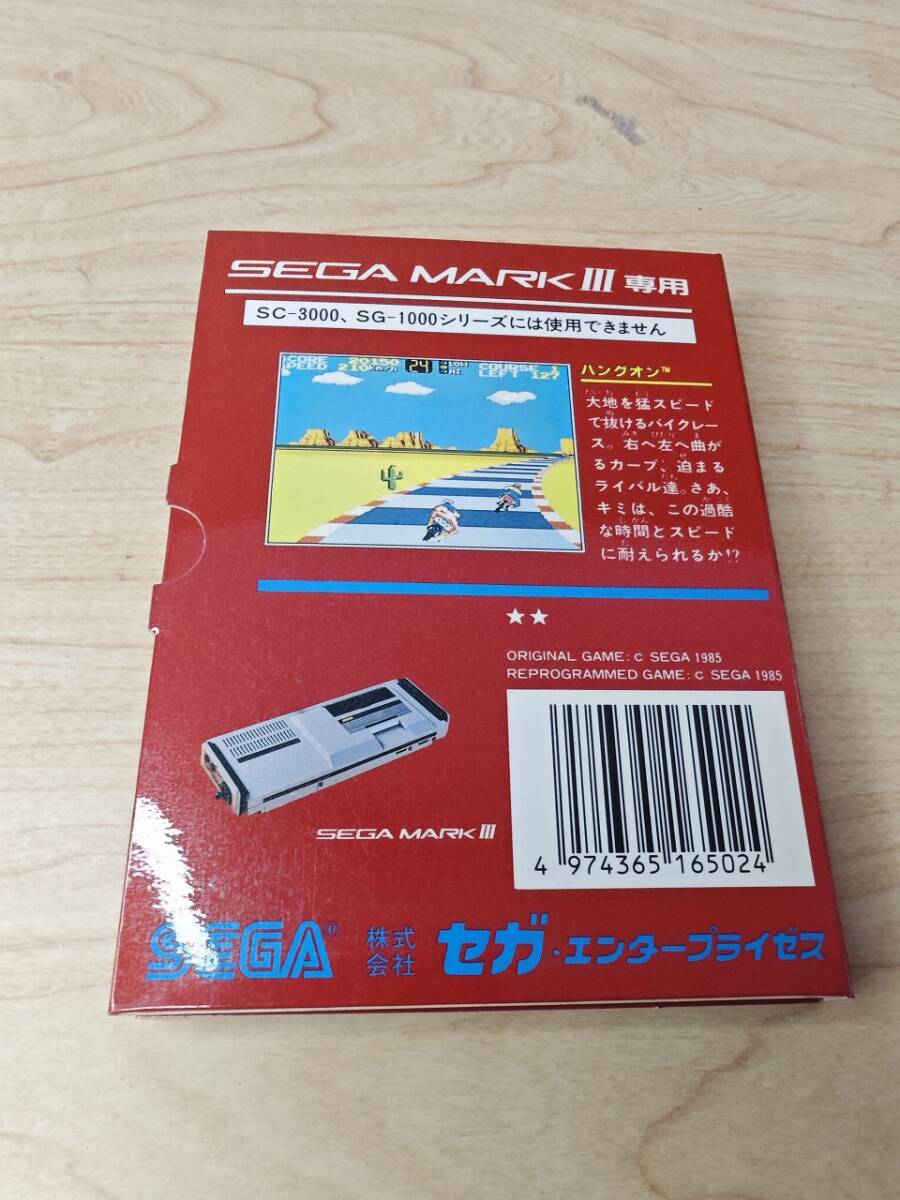 SEGA MARK III 専用
SC-3000、SG-1000シリーズには使用できません
CORE 20150 24 LOW COURSE 1
PEED 210km/h HI LEFT 127
ハングオン™
大地を猛スピード
で抜けるバイクレー
ス。右へ左へ曲が
るカーブ、迫まる
ライバル達。さあ、
キミは、この過酷
な時間とスピード
に耐えられるか!?
★★
ORIGINAL GAME: c SEGA 1985
REPROGRAMMED GAME: c SEGA 1985
SEGA MARK III
4 974365 165024
SEGA® 株式会社 セガ・エンタープライゼス